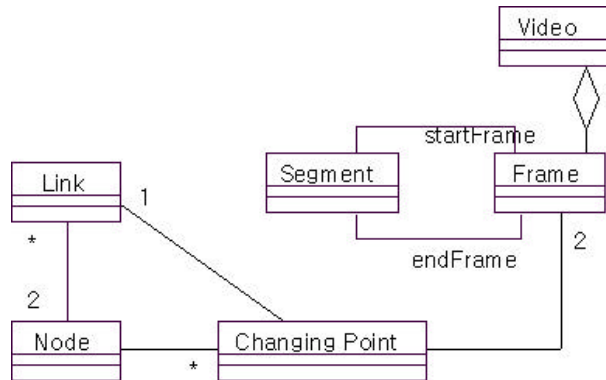 Video
startFrame
Segment
Frame
Link
1
*
2
endFrame
2
Node
Changing Point
*